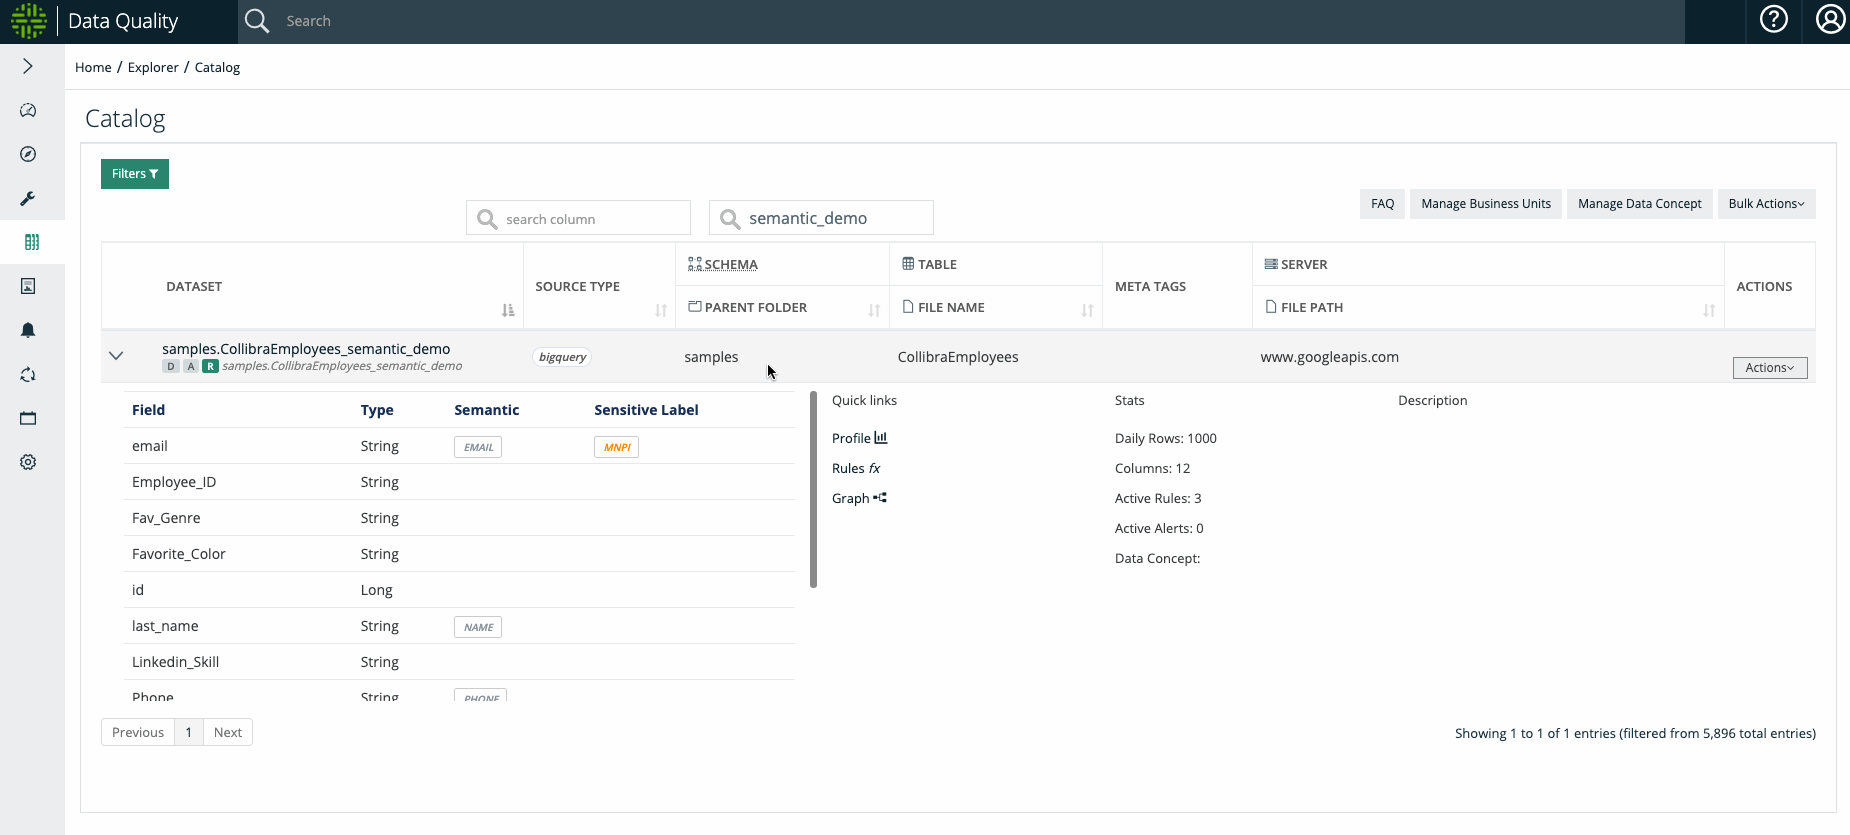 Data Quality
Search
Home / Explorer / Catalog
Catalog
Filters
FAQ
Manage Business Units
Manage Data Concept
Bulk Actions
search column
semantic_demo
DATASET
SOURCE TYPE
SCHEMA
PARENT FOLDER
TABLE
FILE NAME
META TAGS
SERVER
FILE PATH
ACTIONS
samples.CollibraEmployees_semantic_demo
D A R samples.CollibraEmployees_semantic_demo
bigquery
samples
CollibraEmployees
www.googleapis.com
Actions
Field Type Semantic Sensitive Label
email String EMAIL MNPI
Employee_ID String
Fav_Genre String
Favorite_Color String
id Long
last_name String NAME
Linkedin_Skill String
Phone String PHONE
Quick links
Profile
Rules fx
Graph
Stats
Daily Rows: 1000
Columns: 12
Active Rules: 3
Active Alerts: 0
Data Concept:
Description
Previous 1 Next
Showing 1 to 1 of 1 entries (filtered from 5,896 total entries)